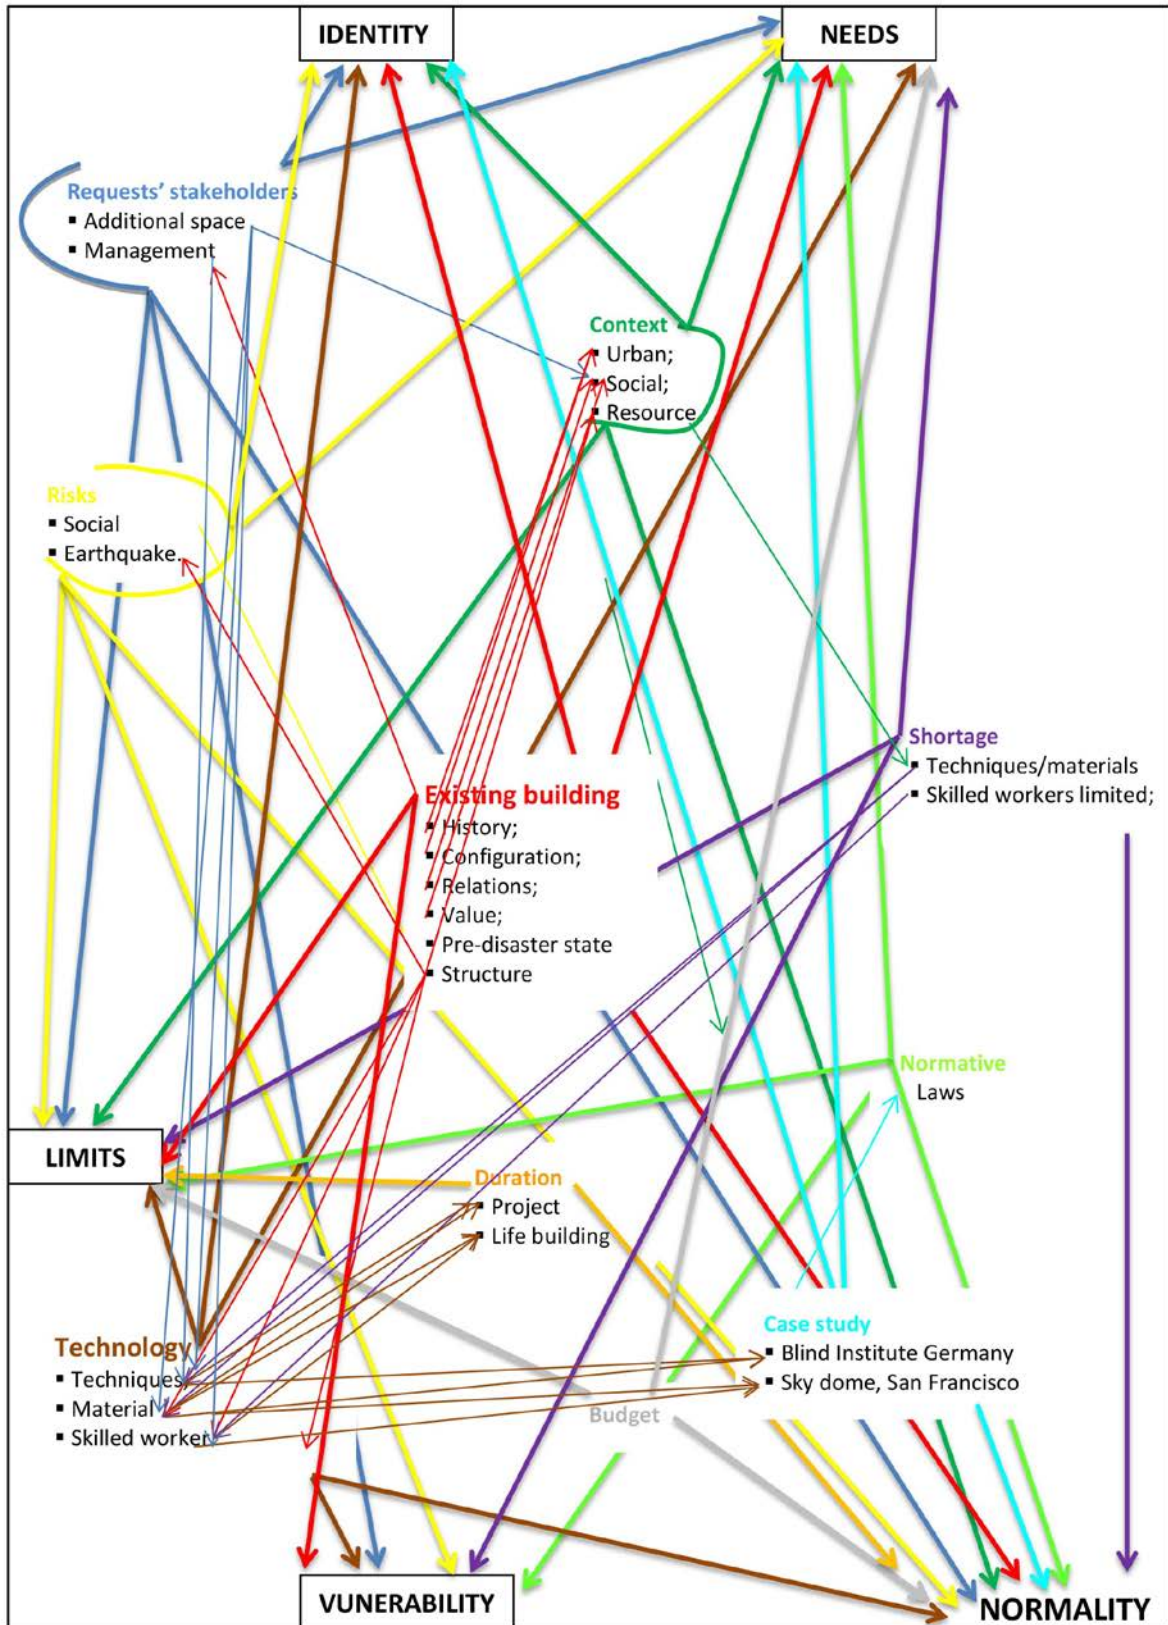 IDENTITY
NEEDS
Requests' stakeholders
▪ Additional space
▪ Management
Context
▪ Urban;
▪ Social;
▪ Resource
Risks
▪ Social
▪ Earthquake.
Shortage
▪ Techniques/materials
▪ Skilled workers limited;
Existing building
▪ History;
▪ Configuration;
▪ Relations;
▪ Value;
▪ Pre-disaster state
▪ Structure
Normative
Laws
LIMITS
Duration
▪ Project
▪ Life building
Case study
▪ Blind Institute Germany
▪ Sky dome, San Francisco
Technology
▪ Techniques
▪ Material
▪ Skilled worker
Budget
VUNERABILITY
NORMALITY